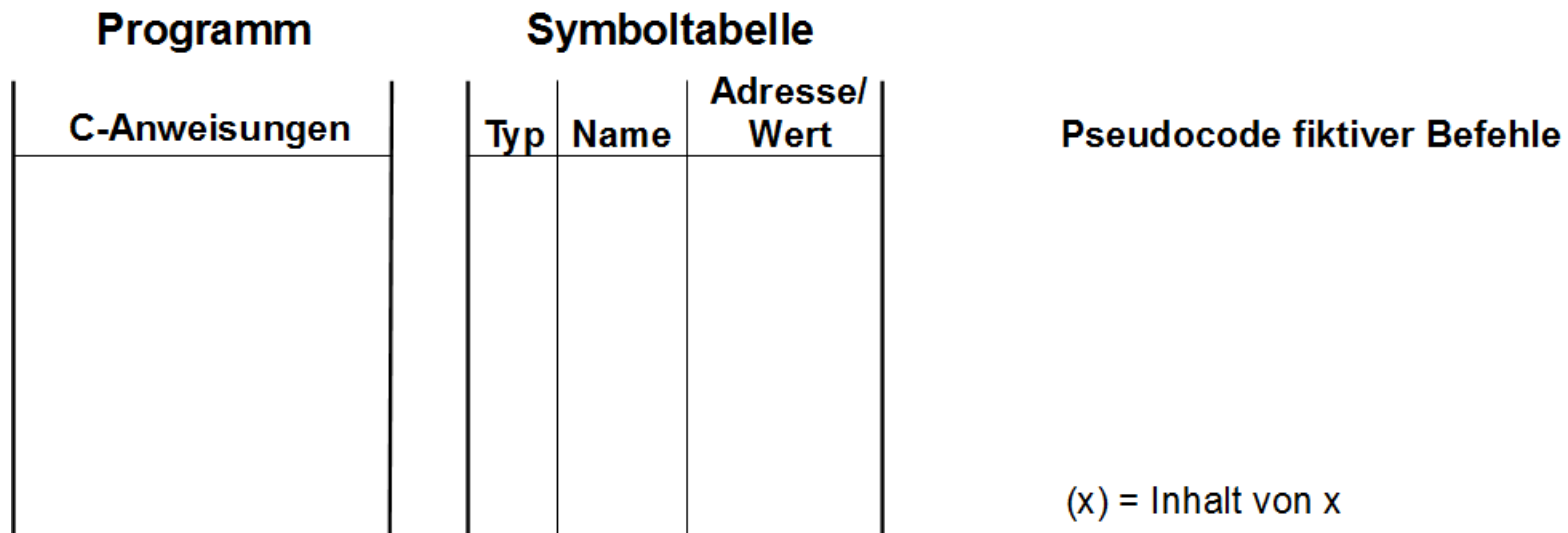 Programm
Symboltabelle
C-Anweisungen
Typ
Name
Adresse/
Wert
Pseudocode fiktiver Befehle
(x) = Inhalt von x